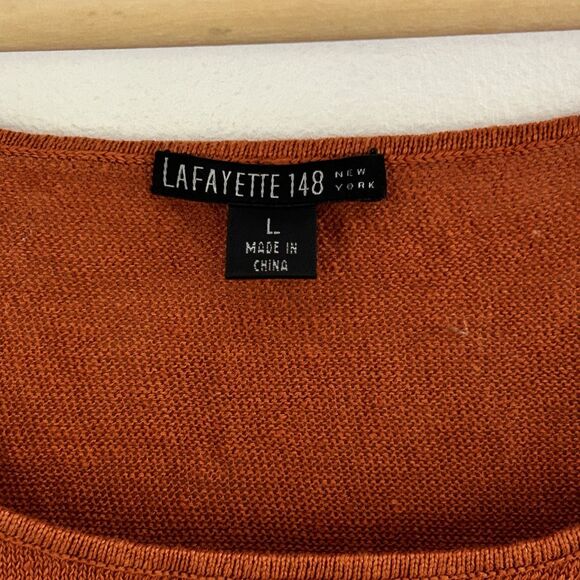 LAFAYETTE 148 NEW YORK
L
MADE IN
CHINA